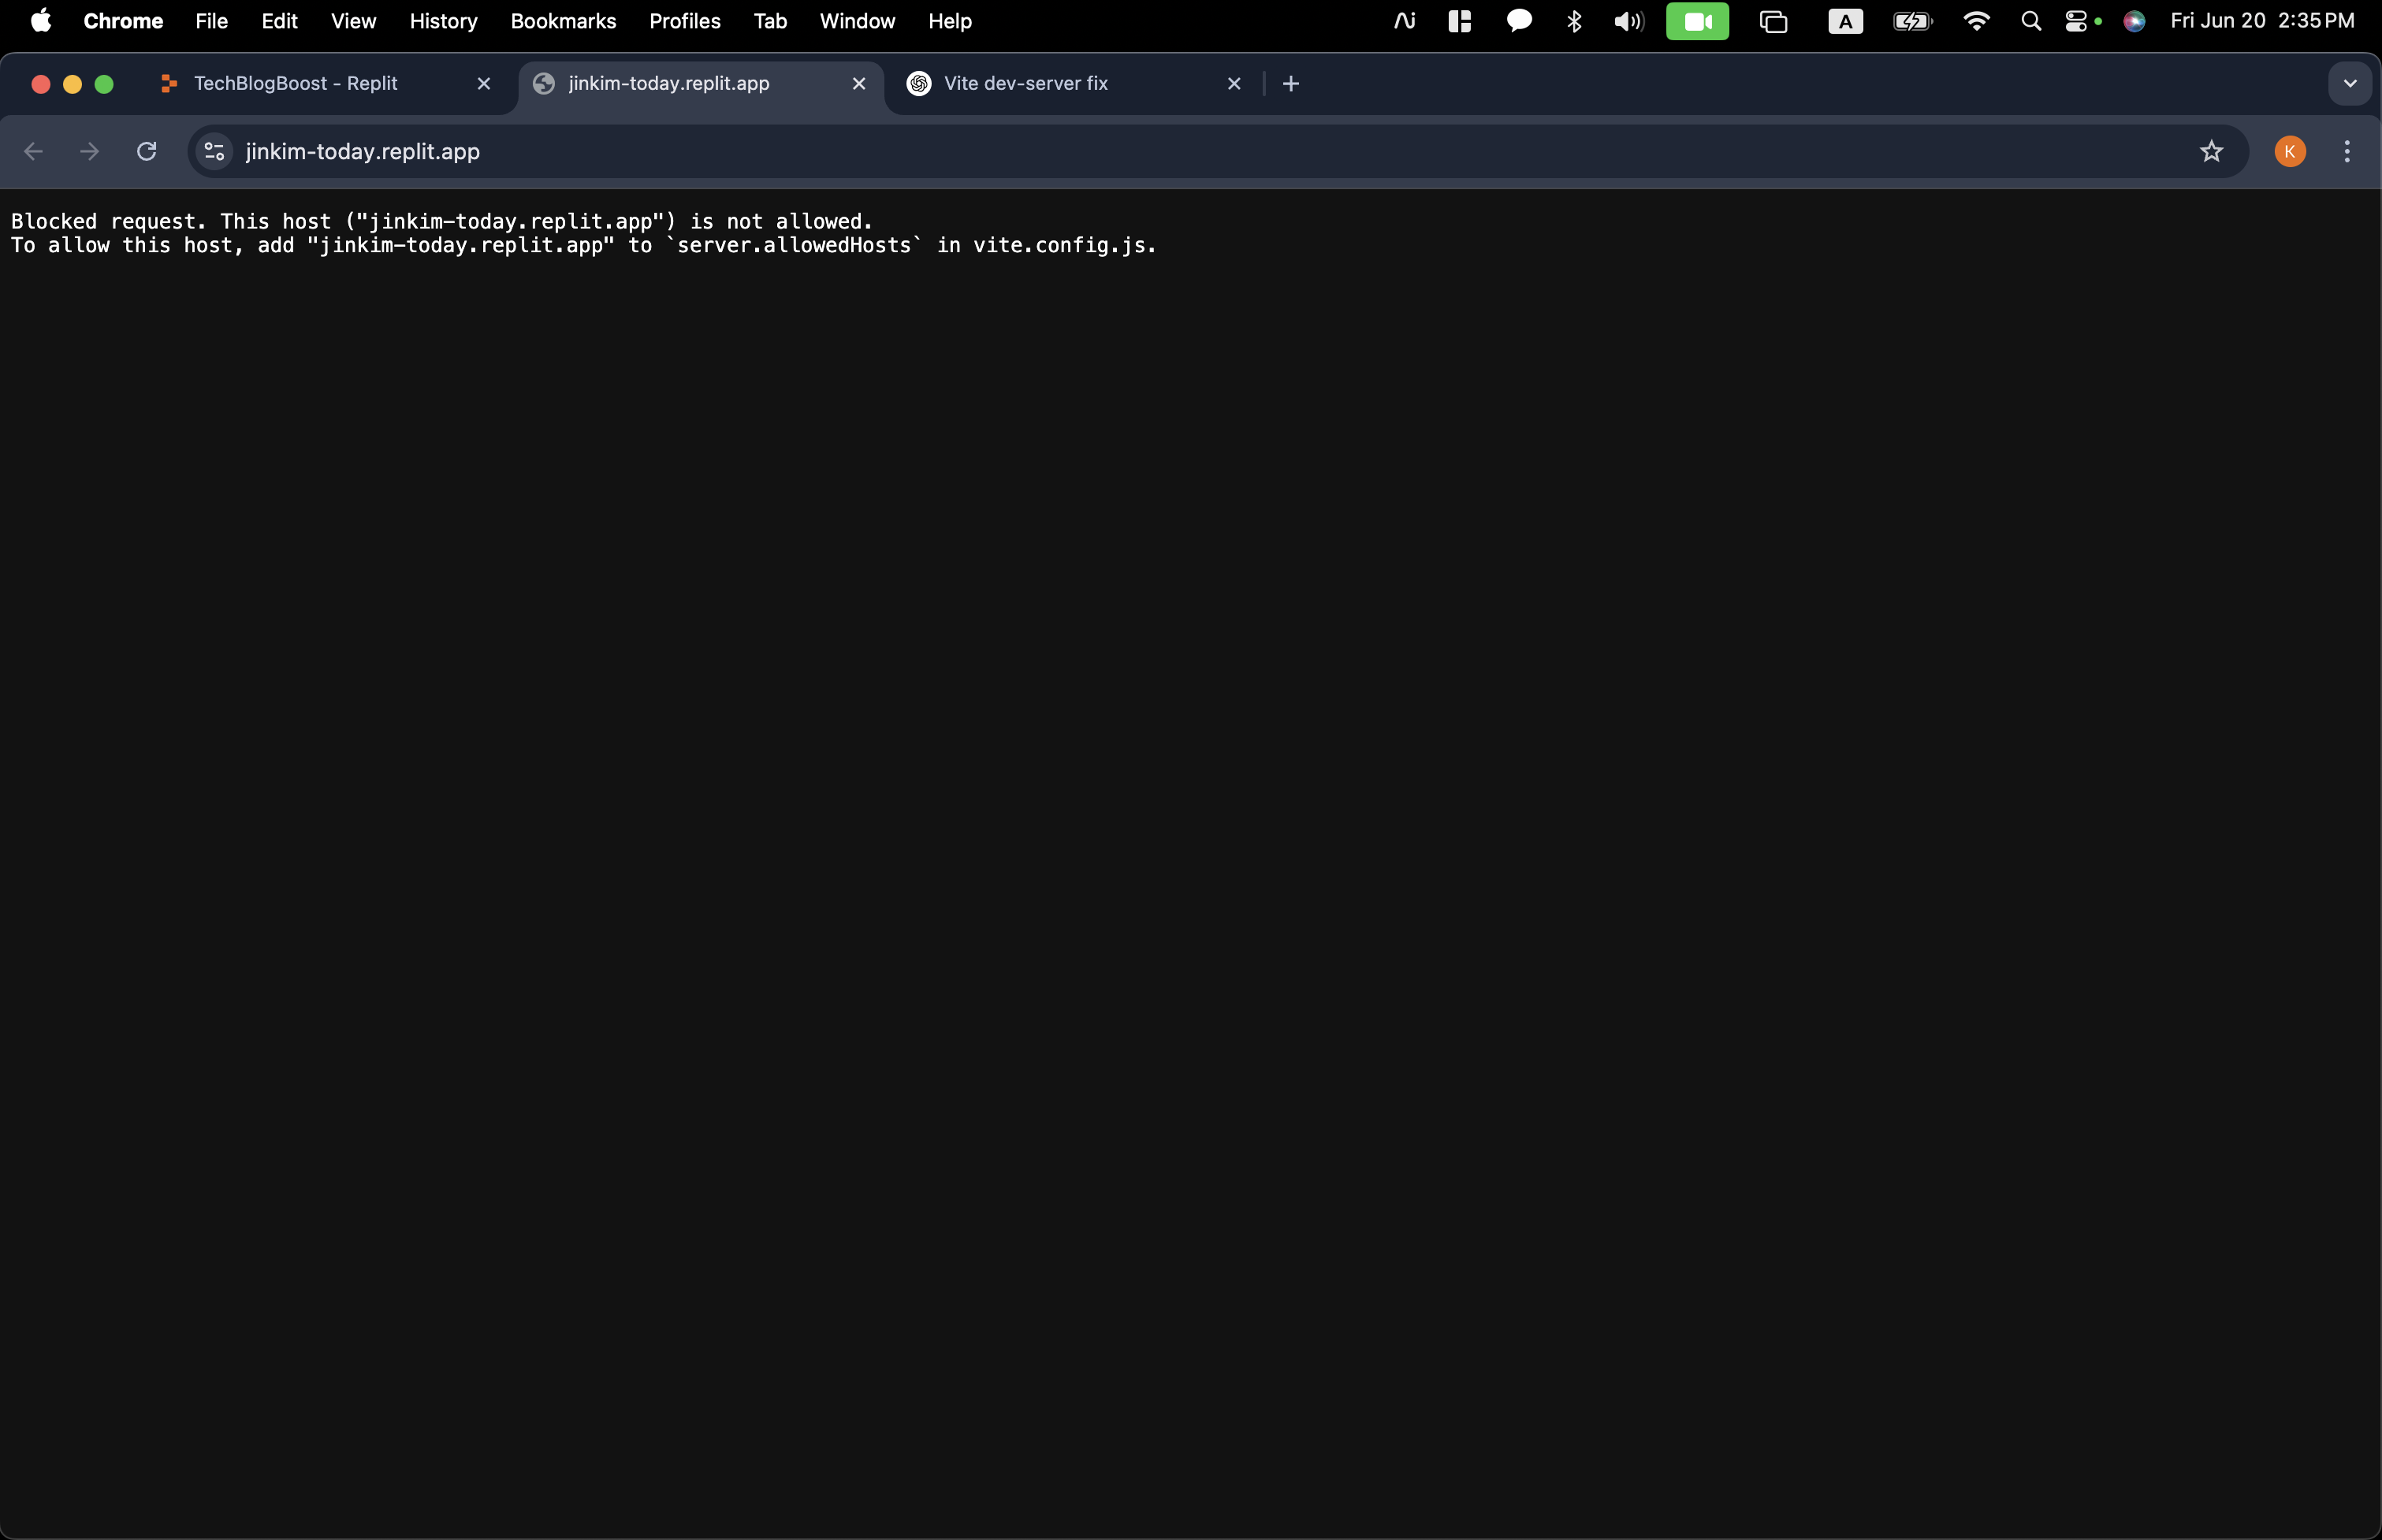 Chrome File Edit View History Bookmarks Profiles Tab Window Help A Fri Jun 20 2:35 PM
TechBlogBoost - Replit jinkim-today.replit.app Vite dev-server fix
jinkim-today.replit.app K
Blocked request. This host ("jinkim-today.replit.app") is not allowed.
To allow this host, add "jinkim-today.replit.app" to `server.allowedHosts` in vite.config.js.